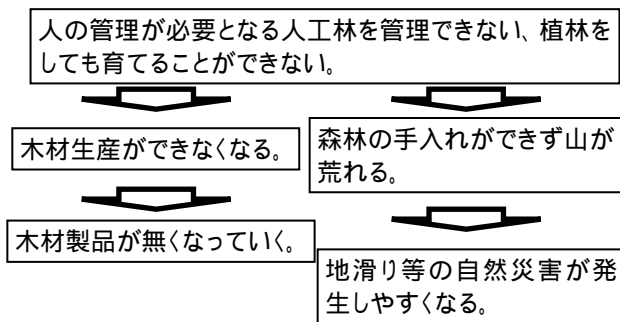 人の管理が必要となる人工林を管理できない、植林を
しても育てることができない。
木材生産ができなくなる。
森林の手入れができず山が
荒れる。
木材製品が無くなっていく。
地滑り等の自然災害が発
生しやすくなる。